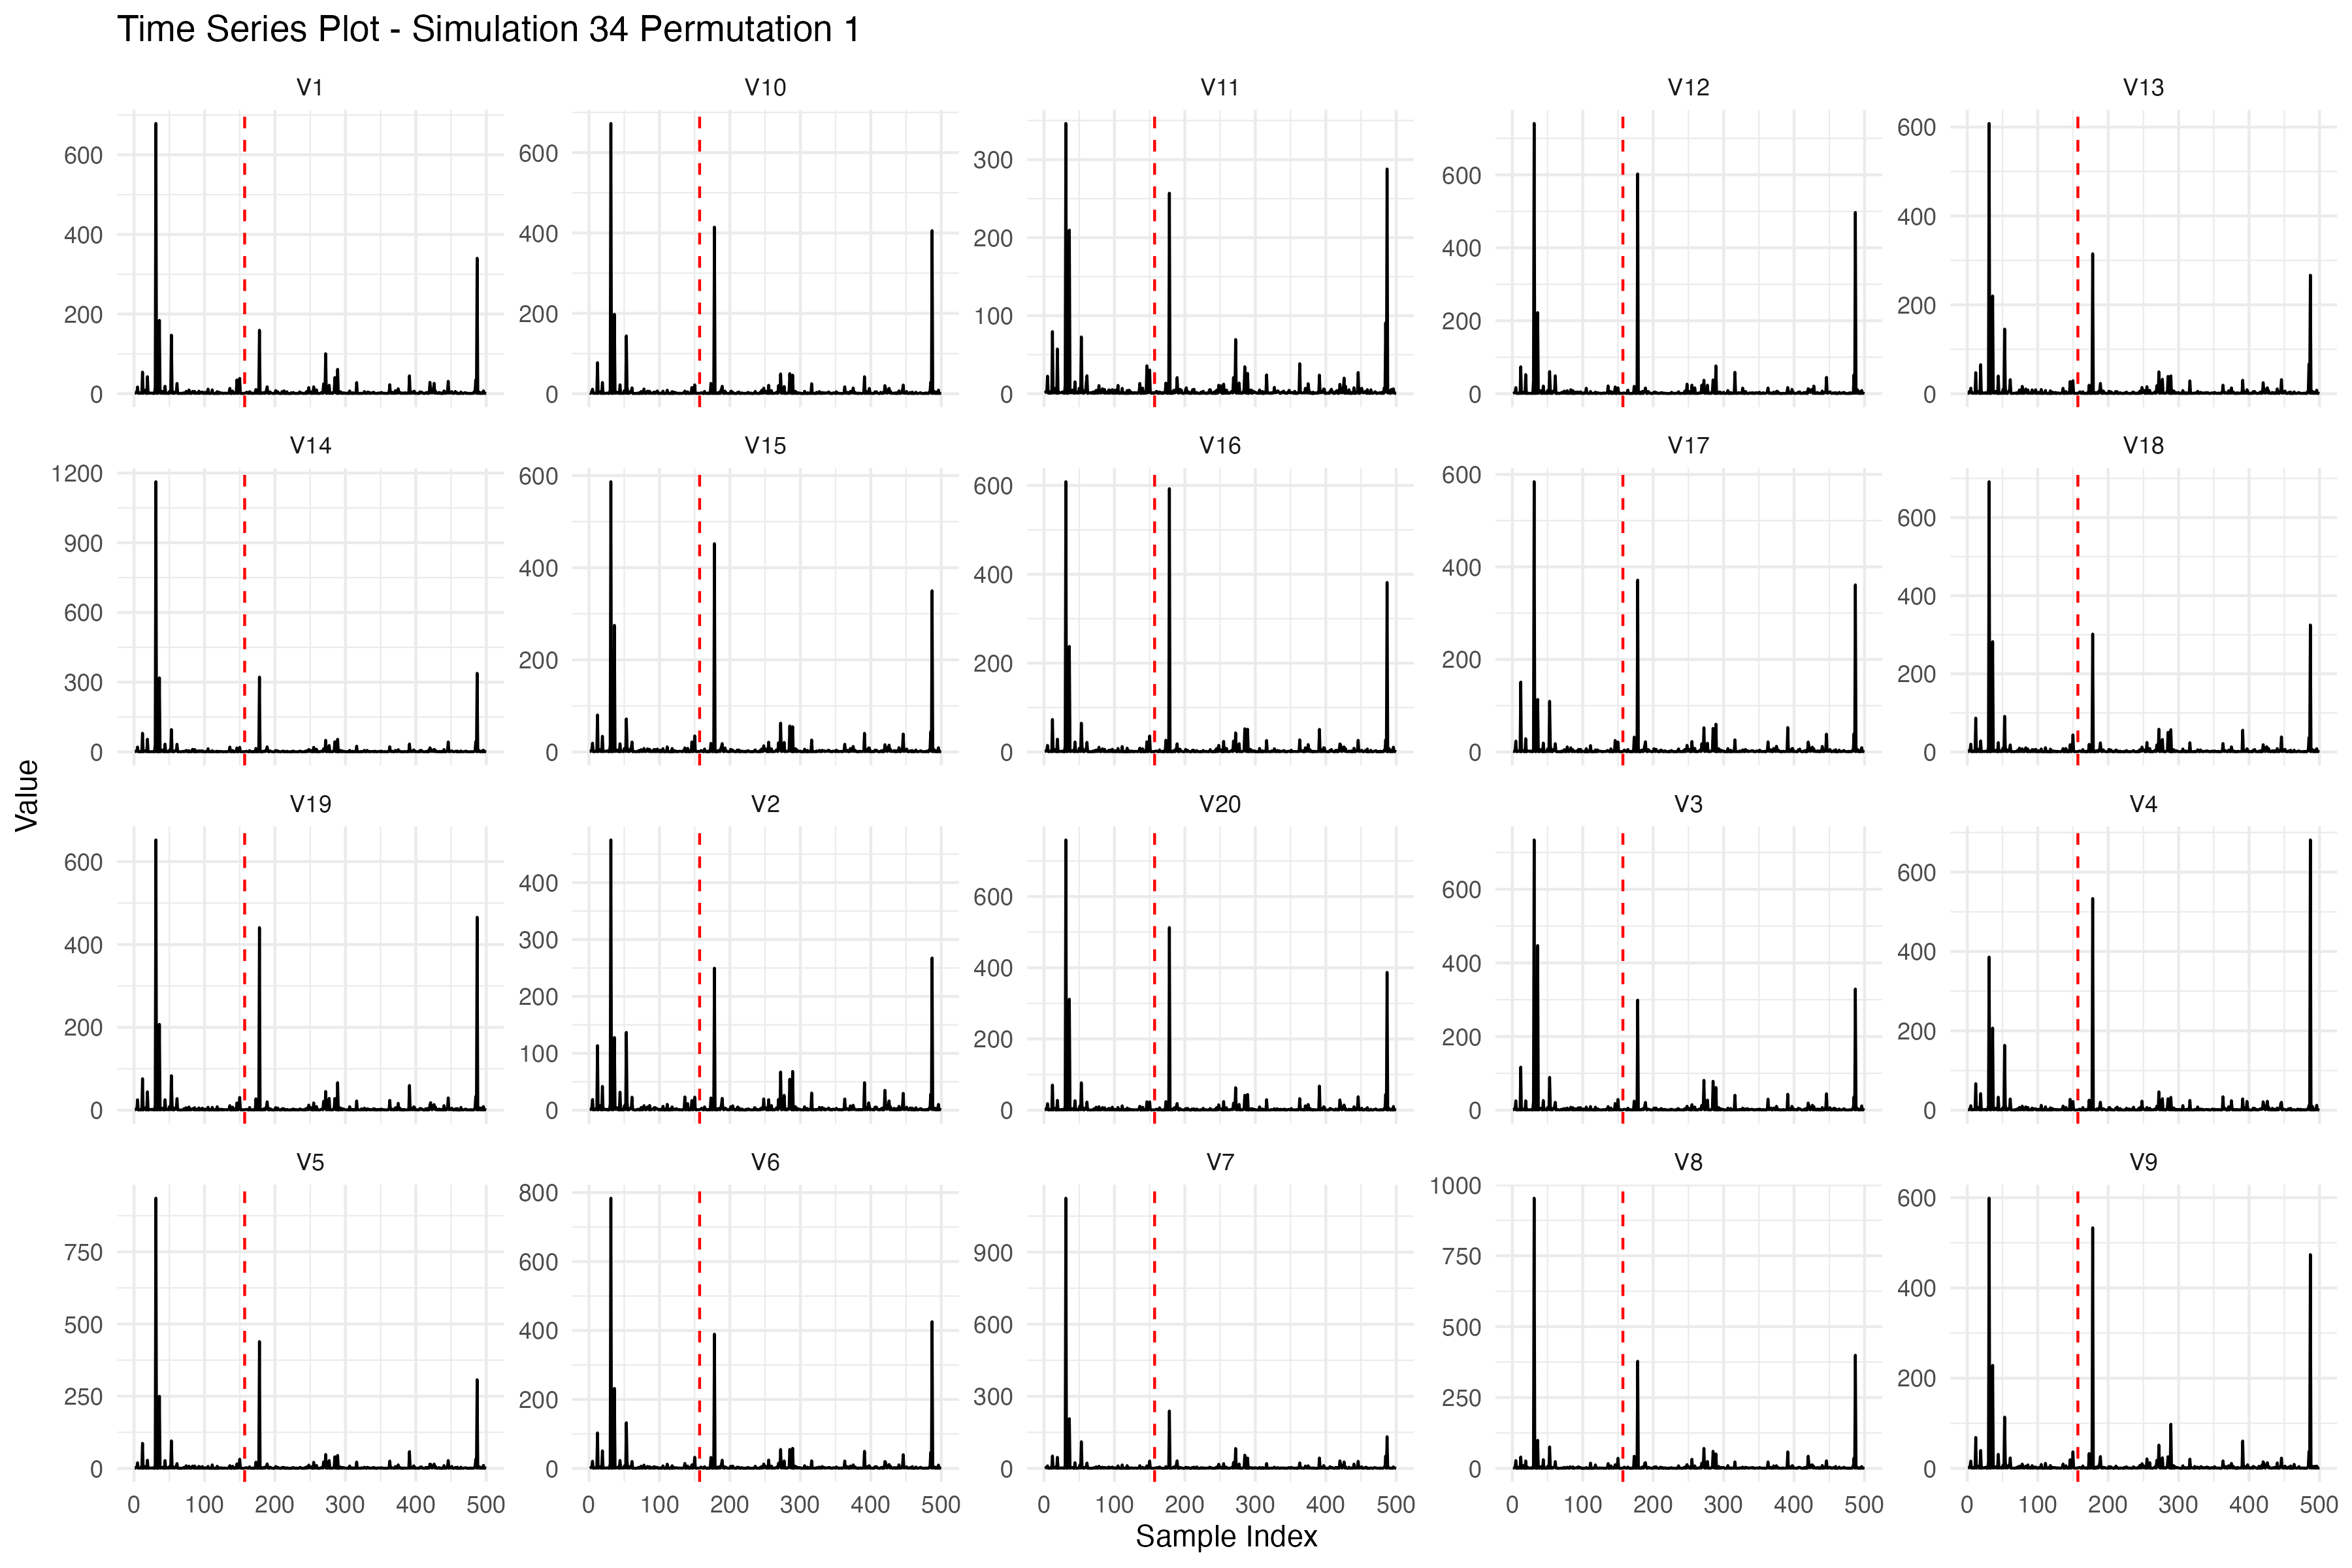 Time Series Plot - Simulation 34 Permutation 1
V1 V10 V11 V12 V13
600 400 200 0
600 400 200 0
300 200 100 0
600 400 200 0
600 400 200 0
V14 V15 V16 V17 V18
1200 900 600 300 0
600 400 200 0
600 400 200 0
600 400 200 0
600 400 200 0
Value
V19 V2 V20 V3 V4
600 400 200 0
400 300 200 100 0
600 400 200 0
600 400 200 0
600 400 200 0
V5 V6 V7 V8 V9
750 500 250 0
800 600 400 200 0
900 600 300 0
1000 750 500 250 0
600 400 200 0
0 100 200 300 400 500 0 100 200 300 400 500 0 100 200 300 400 500 0 100 200 300 400 500 0 100 200 300 400 500
Sample Index